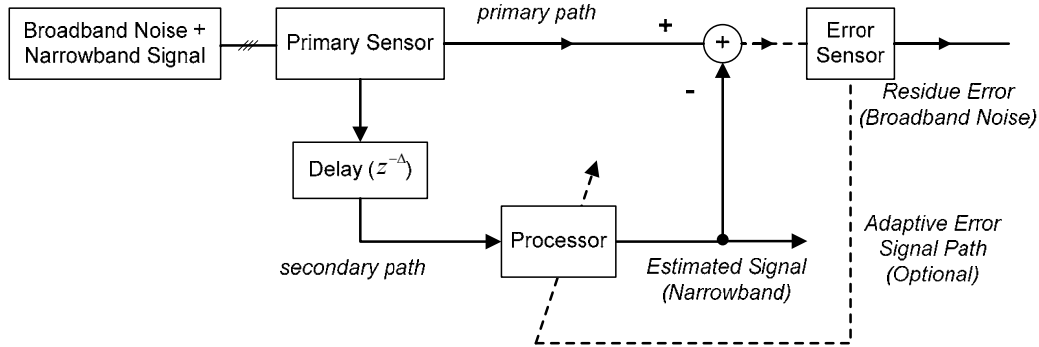 primary path
Broadband Noise +
Narrowband Signal
Primary Sensor
+
+
Error
Sensor
-
Residue Error
(Broadband Noise)
Delay (z^{-Δ})
Processor
Adaptive Error
Signal Path
(Optional)
secondary path
Estimated Signal
(Narrowband)